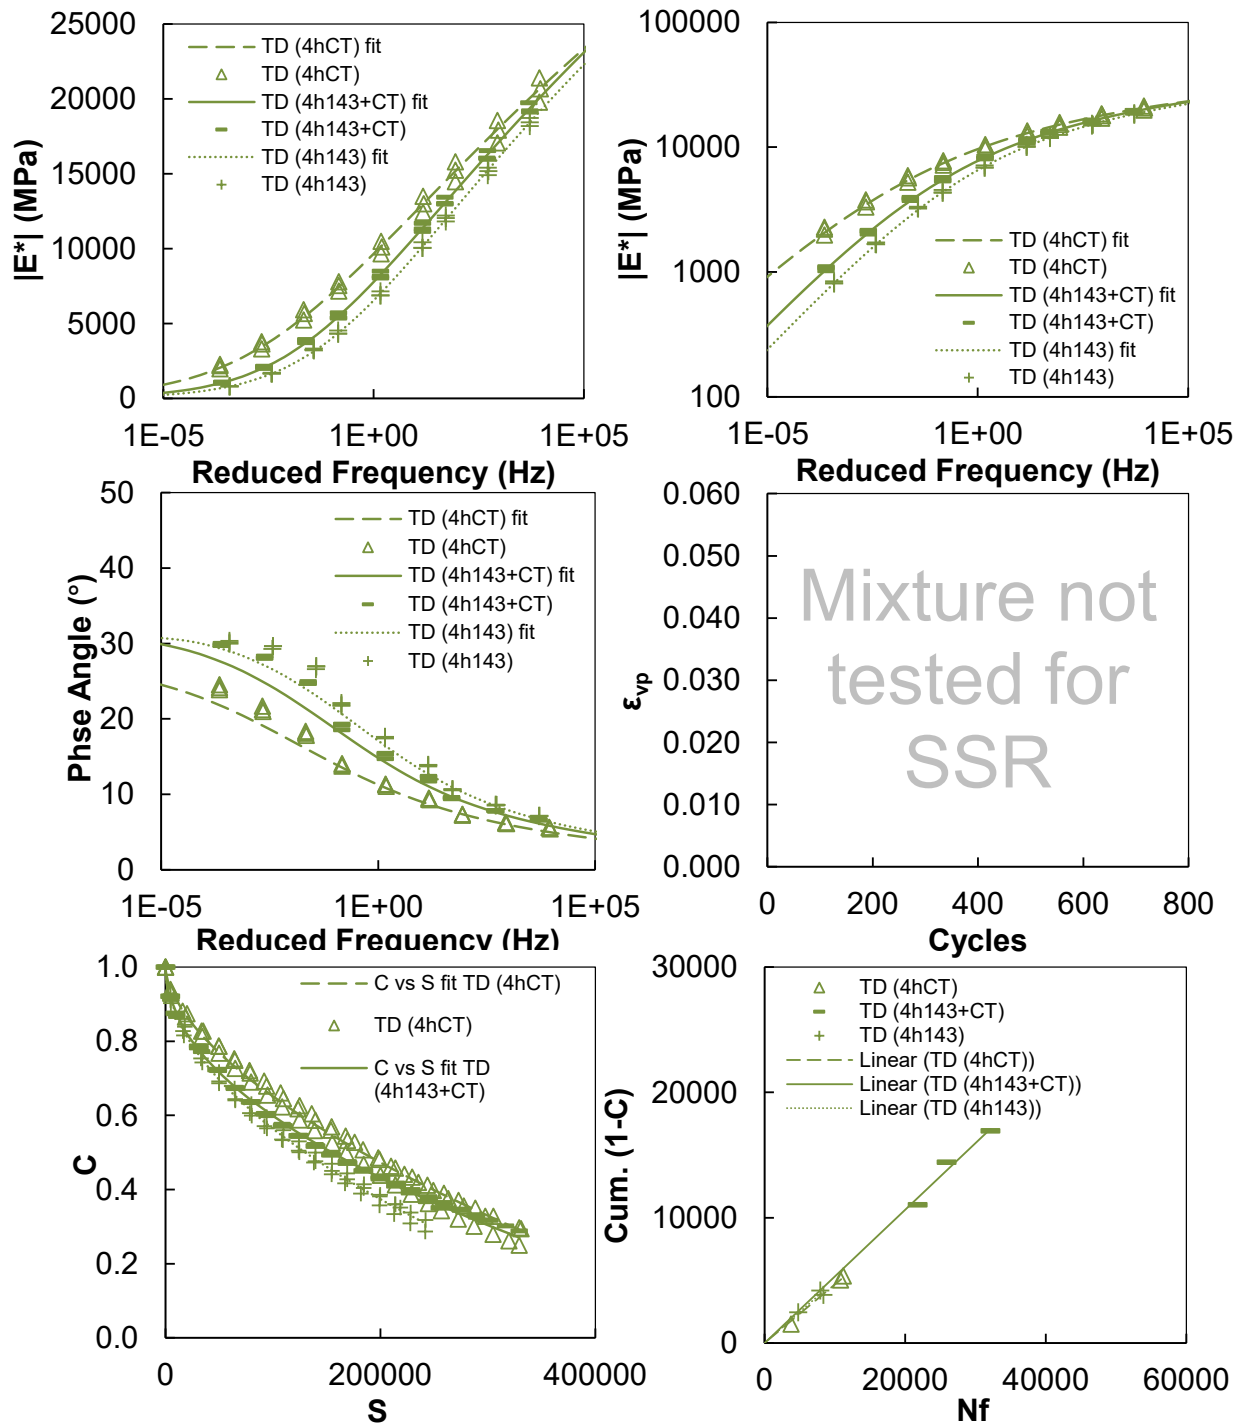 25000
20000
15000
10000
5000
0
|E*| (MPa)
TD (4hCT) fit
TD (4hCT)
TD (4h143+CT) fit
TD (4h143+CT)
TD (4h143) fit
TD (4h143)
1E-05 1E+00 1E+05
Reduced Frequency (Hz)
100000
10000
1000
100
|E*| (MPa)
TD (4hCT) fit
TD (4hCT)
TD (4h143+CT) fit
TD (4h143+CT)
TD (4h143) fit
TD (4h143)
1E-05 1E+00 1E+05
Reduced Frequency (Hz)
50
40
30
20
10
0
Phse Angle (°)
TD (4hCT) fit
TD (4hCT)
TD (4h143+CT) fit
TD (4h143+CT)
TD (4h143) fit
TD (4h143)
1E-05 1E+00 1E+05
Reduced Frequency (Hz)
0.060
0.050
0.040
0.030
0.020
0.010
0.000
εvp
Mixture not
tested for
SSR
0 200 400 600 800
Cycles
1.0
0.8
0.6
0.4
0.2
0.0
C
C vs S fit TD (4hCT)
TD (4hCT)
C vs S fit TD
(4h143+CT)
0 200000 400000
S
30000
20000
10000
0
Cum. (1-C)
TD (4hCT)
TD (4h143+CT)
TD (4h143)
Linear (TD (4hCT))
Linear (TD (4h143+CT))
Linear (TD (4h143))
0 20000 40000 60000
Nf